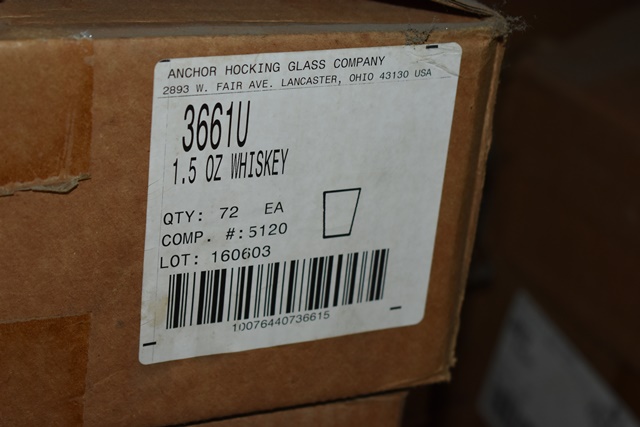 ANCHOR HOCKING GLASS COMPANY
2893 W. FAIR AVE. LANCASTER, OHIO 43130 USA
3661U
1.5 OZ WHISKEY
QTY: 72 EA
COMP. #:5120
LOT: 160603
10076440736615